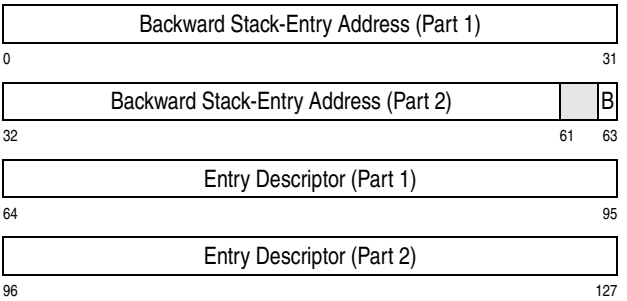 Backward Stack-Entry Address (Part 1)
0 31
Backward Stack-Entry Address (Part 2) B
32 61 63
Entry Descriptor (Part 1)
64 95
Entry Descriptor (Part 2)
96 127